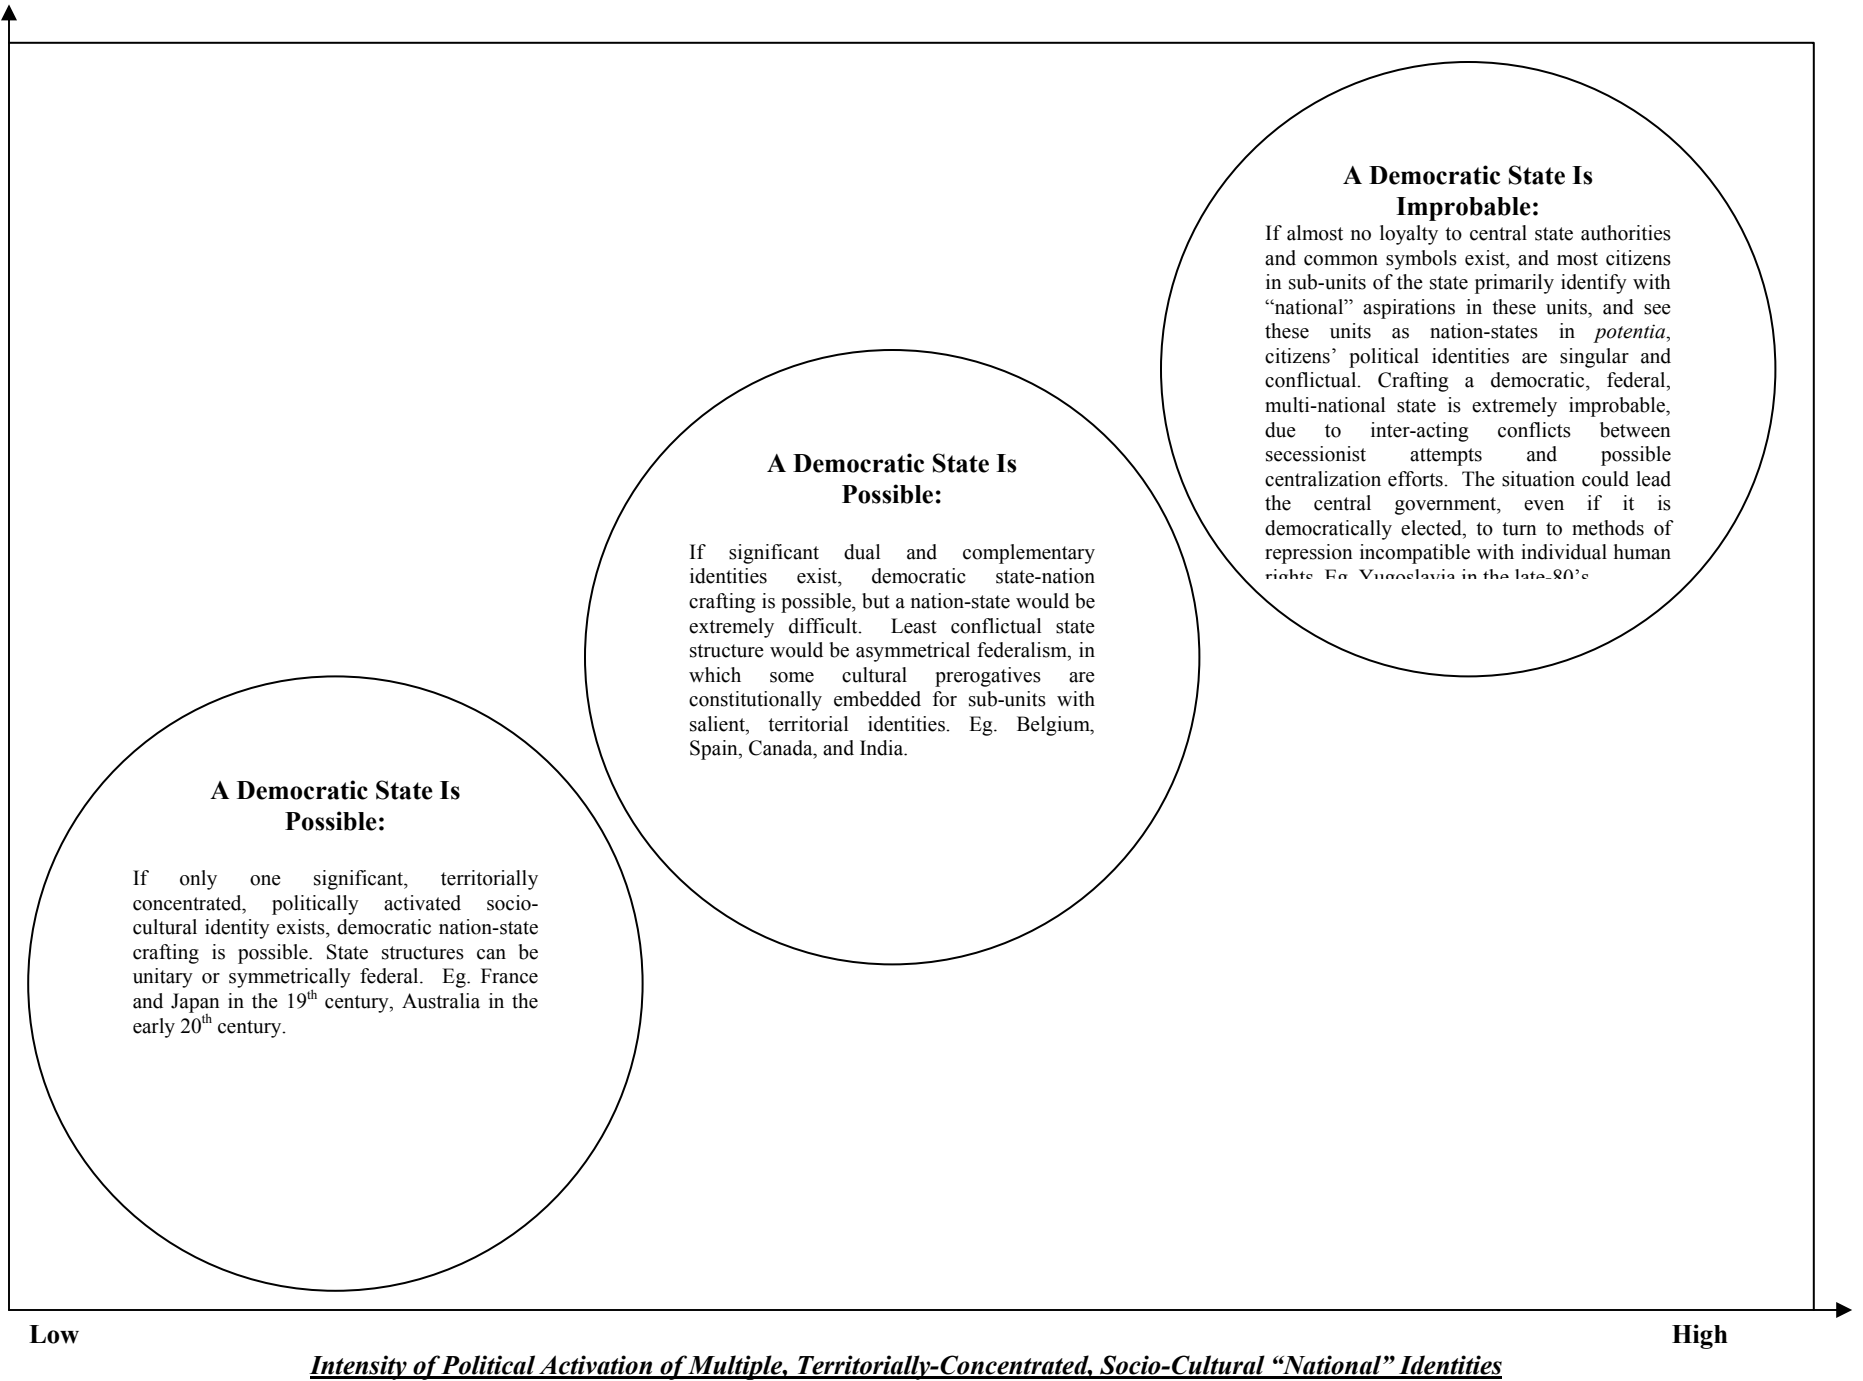 A Democratic State Is
Improbable:
If almost no loyalty to central state authorities
and common symbols exist, and most citizens
in sub-units of the state primarily identify with
“national” aspirations in these units, and see
these units as nation-states in potentia,
citizens’ political identities are singular and
conflictual. Crafting a democratic, federal,
multi-national state is extremely improbable,
due to inter-acting conflicts between
secessionist attempts and possible
centralization efforts. The situation could lead
the central government, even if it is
democratically elected, to turn to methods of
repression incompatible with individual human
rights. Eg. Yugoslavia in the late-80’s
A Democratic State Is
Possible:
If significant dual and complementary
identities exist, democratic state-nation
crafting is possible, but a nation-state would be
extremely difficult. Least conflictual state
structure would be asymmetrical federalism, in
which some cultural prerogatives are
constitutionally embedded for sub-units with
salient, territorial identities. Eg. Belgium,
Spain, Canada, and India.
A Democratic State Is
Possible:
If only one significant, territorially
concentrated, politically activated socio-
cultural identity exists, democratic nation-state
crafting is possible. State structures can be
unitary or symmetrically federal. Eg. France
and Japan in the 19th century, Australia in the
early 20th century.
Low High
Intensity of Political Activation of Multiple, Territorially-Concentrated, Socio-Cultural “National” Identities